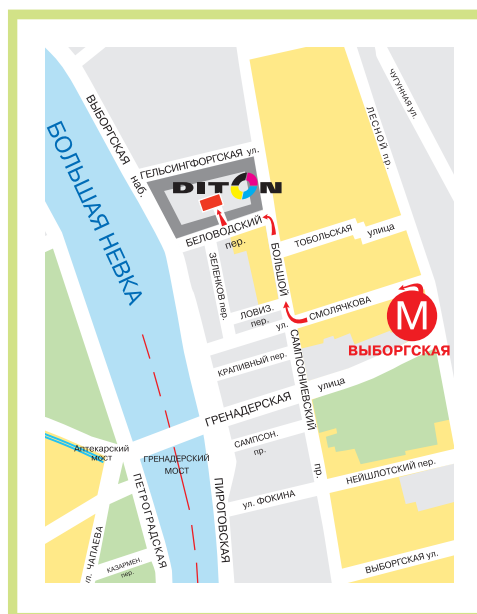 ЧУГУННАЯ УЛ.
ВЫБОРГСКАЯ
наб.
ЛЕСНОЙ пр.
БОЛЬШАЯ НЕВКА
ГЕЛЬСИНГФОРГСКАЯ ул.
DITON
БЕЛОВОДСКИЙ
пер.
ТОБОЛЬСКАЯ улица
ЗЕЛЕНКОВ пер.
БОЛЬШОЙ
ЛОВИЗ.
пер.
ул. СМОЛЯЧКОВА
М
ВЫБОРГСКАЯ
КРАПИВНЫЙ пер.
САМПСОНИЕВСКИЙ
пр.
ГРЕНАДЕРСКАЯ улица
САМПСОН.
пр.
Аптекарский
мост
ГРЕНАДЕРСКИЙ
МОСТ
НЕЙШЛОТСКИЙ пер.
ПЕТРОГРАДСКАЯ
ПИРОГОВСКАЯ
ул. ФОКИНА
ул. ЧАПАЕВА
КАЗАРМЕН.
пер.
ВЫБОРГСКАЯ УЛ.